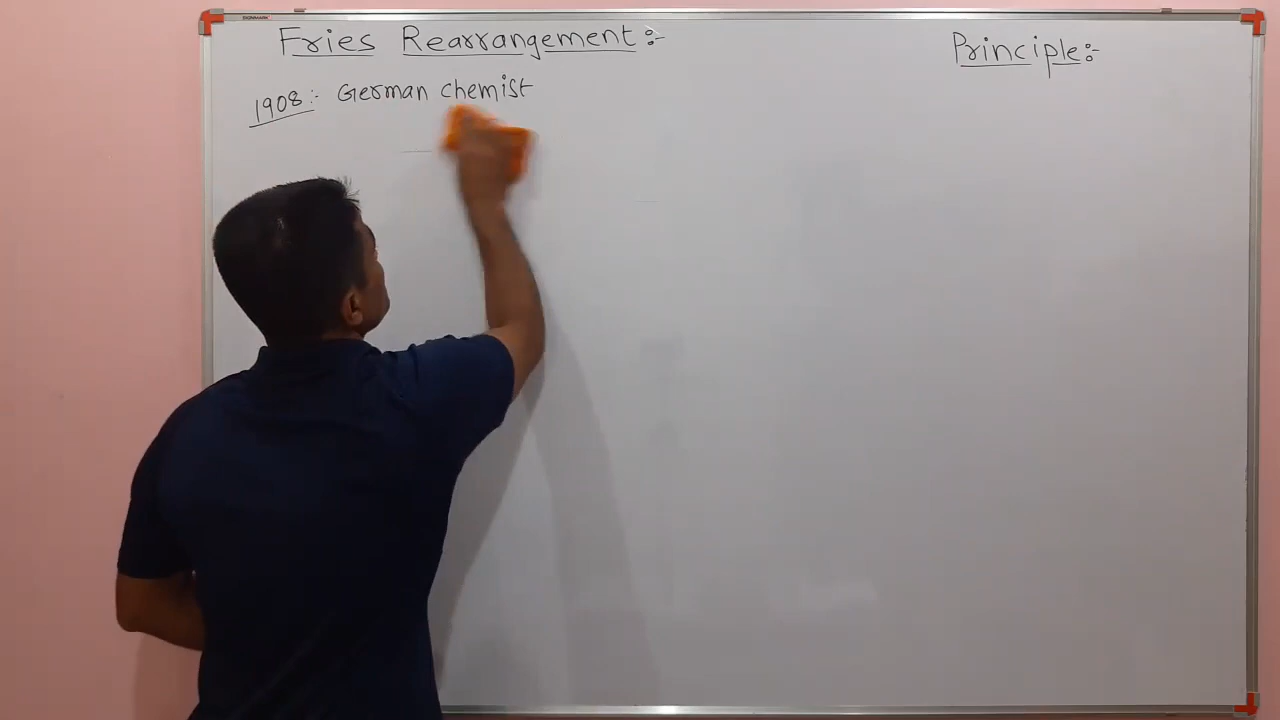 Fries Rearrangement:-
Principle:-
1908:- German chemist